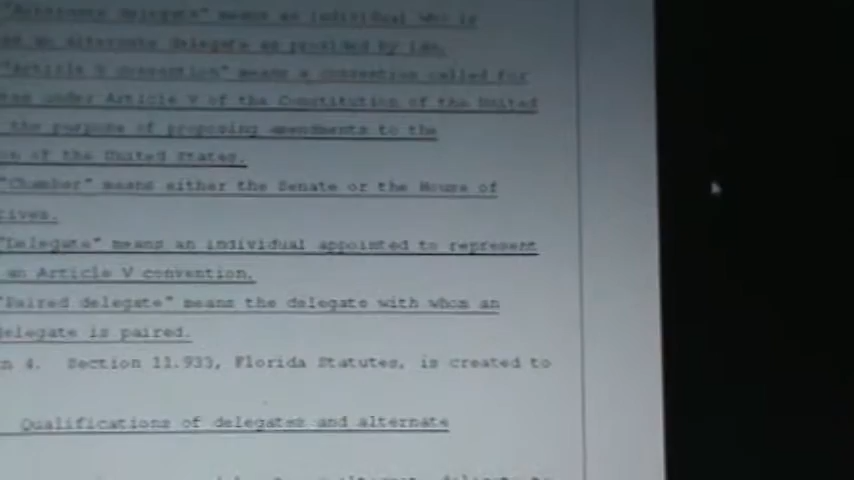 "Alternate delegate" means an individual who is
as an alternate delegate as provided by law.
"Article V convention" means a convention called for
under Article V of the Constitution of the United
the purpose of proposing amendments to the
of the United States.
"Chamber" means either the Senate or the House of
tives.
"Delegate" means an individual appointed to represent
an Article V convention.
"Paired delegate" means the delegate with whom an
delegate is paired.
n 4. Section 11.933, Florida Statutes, is created to
Qualifications of delegates and alternate